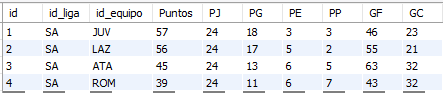 id id_liga id_equipo Puntos PJ PG PE PP GF GC
1 SA JUV 57 24 18 3 3 46 23
2 SA LAZ 56 24 17 5 2 55 21
3 SA ATA 45 24 13 6 5 63 32
4 SA ROM 39 24 11 6 7 43 32